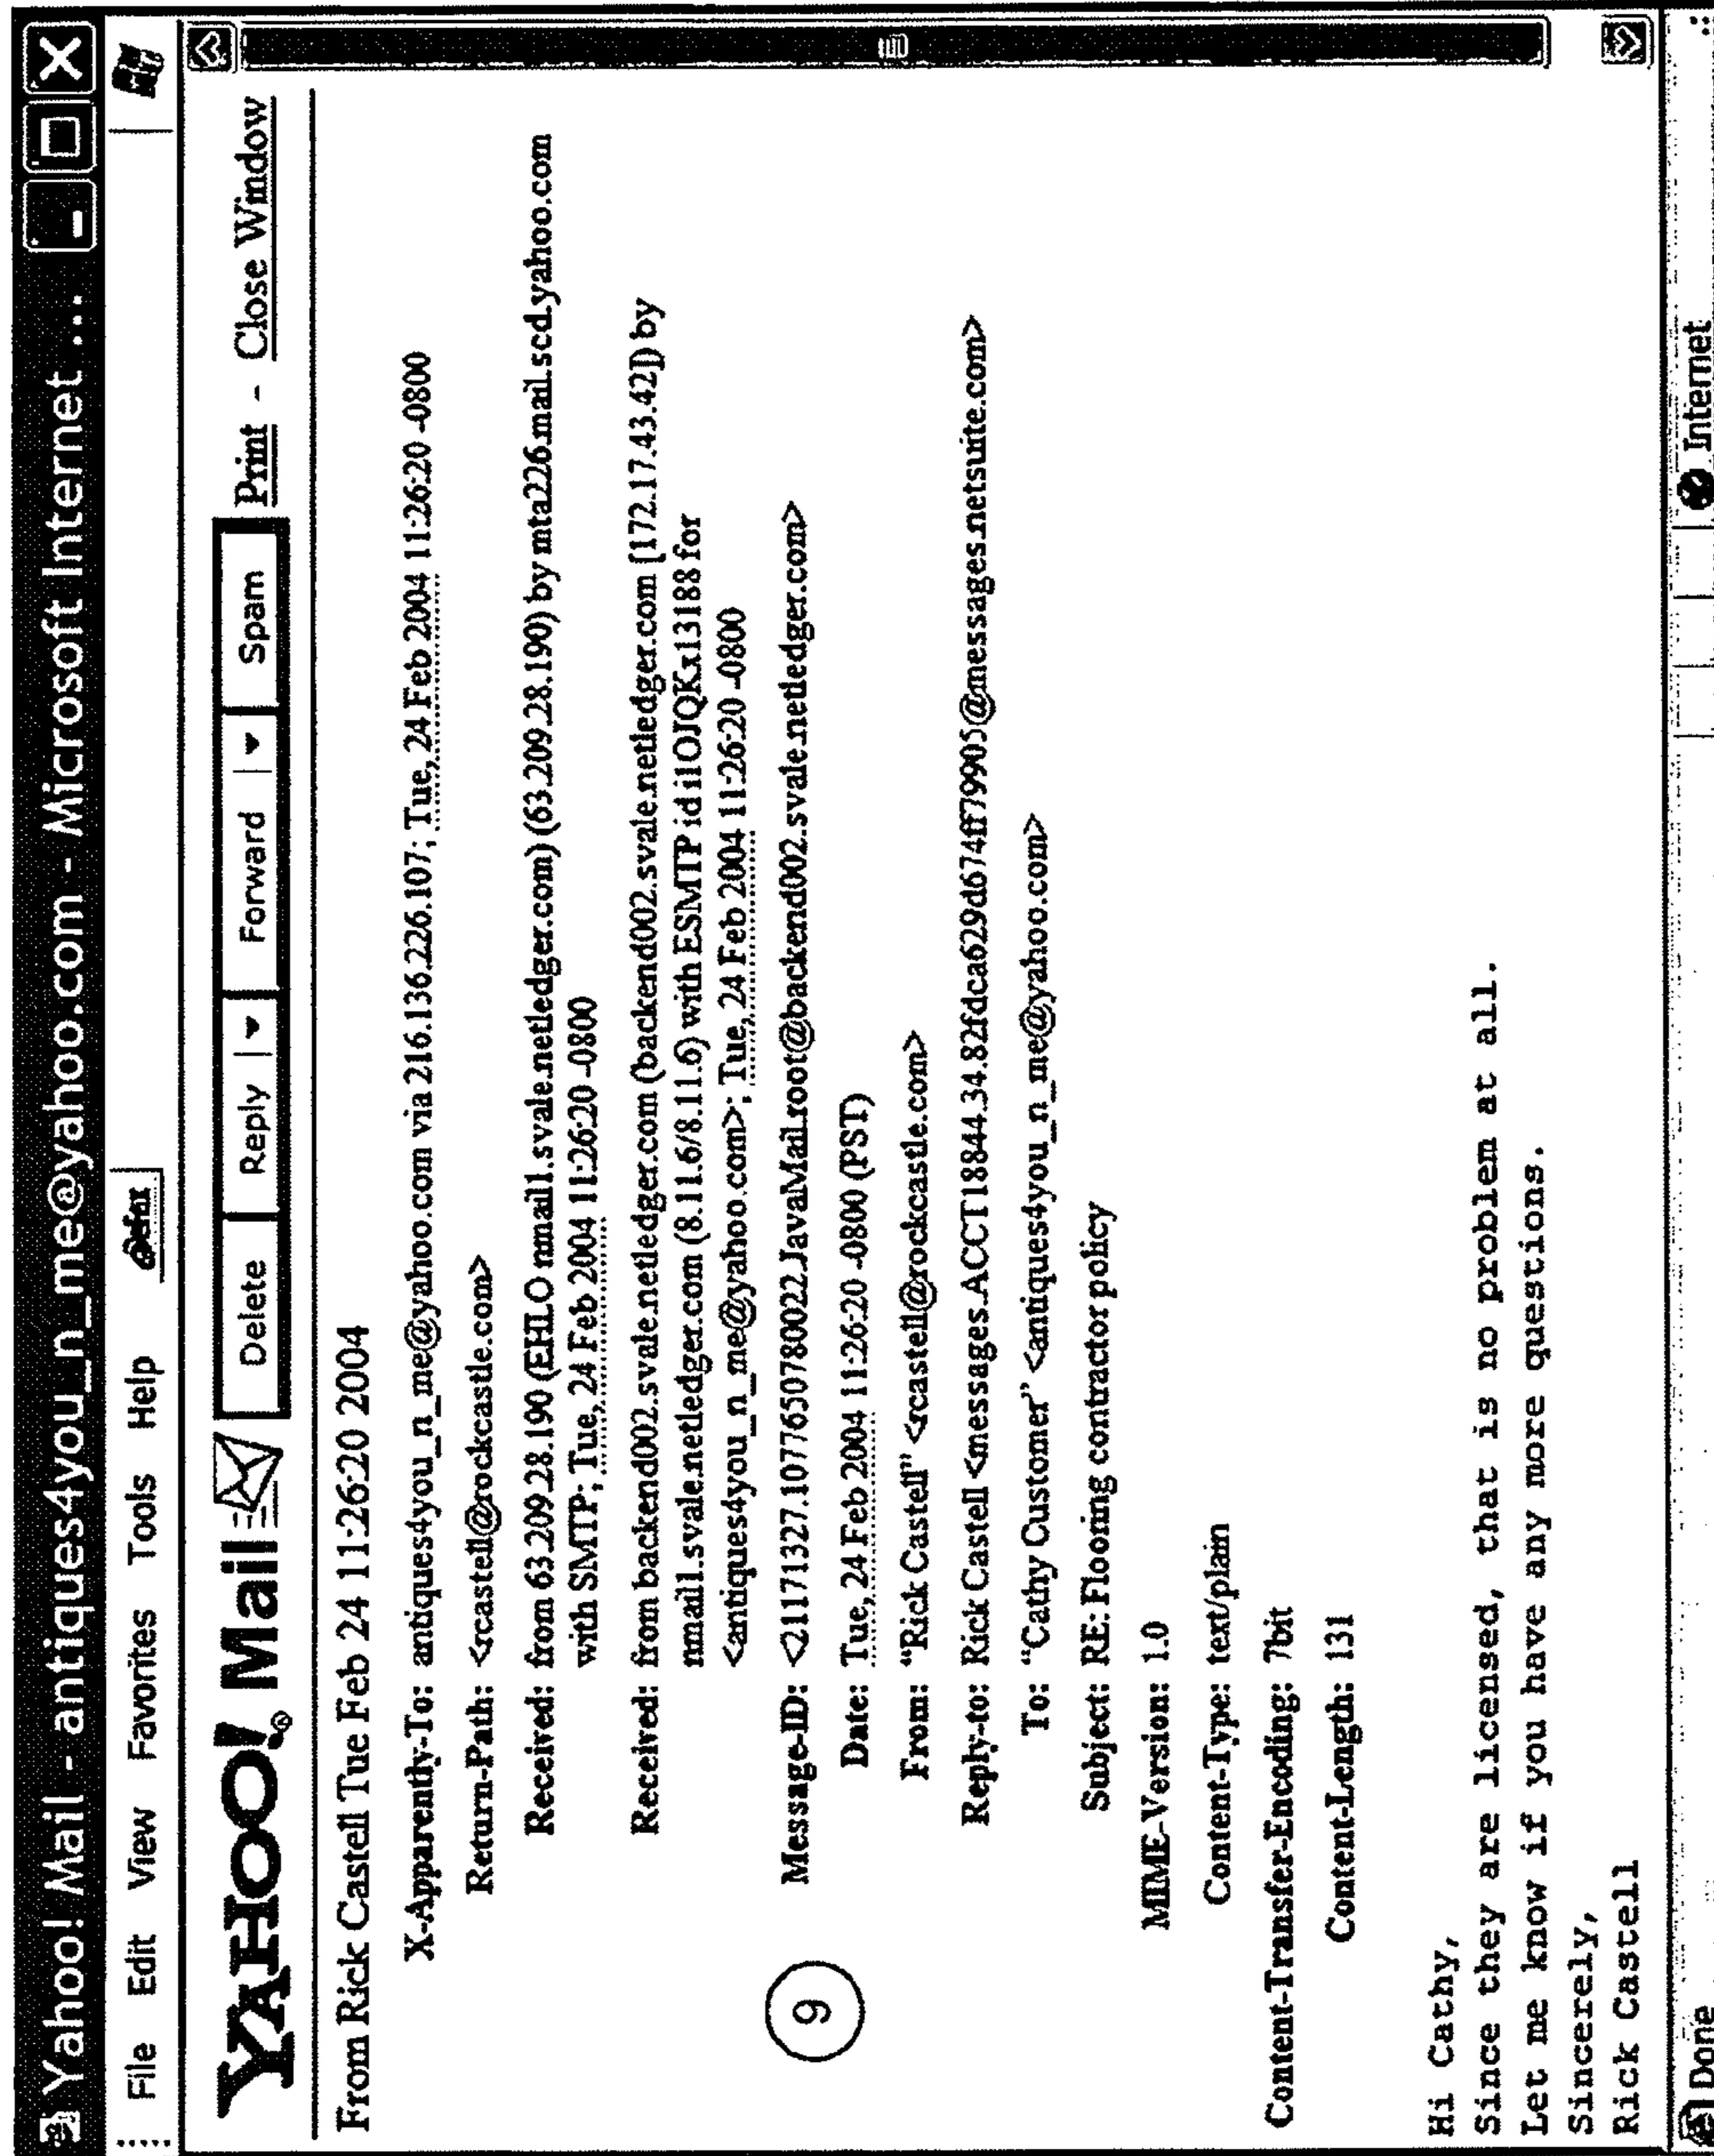 Yahoo! Mail - antiques4you_n_me@yahoo.com - Microsoft Internet ...
File Edit View Favorites Tools Help eFax
YAHOO! Mail Delete Reply Forward Spam Print - Close Window
From Rick Castell Tue Feb 24 11:26:20 2004
X-Apparently-To: antiques4you_n_me@yahoo.com via 216.136.226.107; Tue, 24 Feb 2004 11:26:20 -0800
Return-Path: <rcastell@rockcastle.com>
Received: from 63.209.28.190 (EHLO nmail1.svale.netledger.com) (63.209.28.190) by mta226.mail.scd.yahoo.com
with SMTP; Tue, 24 Feb 2004 11:26:20 -0800
Received: from backend002.svale.netledger.com (backend002.svale.netledger.com [172.17.43.42]) by
nmail1.svale.netledger.com (8.11.6/8.11.6) with ESMTP id i1OJQKx13188 for
<antiques4you_n_me@yahoo.com>; Tue, 24 Feb 2004 11:26:20 -0800
9
Message-ID: <21171327.1077650780022.JavaMail.root@backend002.svale.netledger.com>
Date: Tue, 24 Feb 2004 11:26:20 -0800 (PST)
From: “Rick Castell” <rcastell@rockcastle.com>
Reply-to: Rick Castell <messages.ACCT18844.34.82fdca629d674ff79905@messages.netsuite.com>
To: “Cathy Customer” <antiques4you_n_me@yahoo.com>
Subject: RE: Flooring contractor policy
MIME-Version: 1.0
Content-Type: text/plain
Content-Transfer-Encoding: 7bit
Content-Length: 131
Hi Cathy,
Since they are licensed, that is no problem at all.
Let me know if you have any more questions.
Sincerely,
Rick Castell
Done Internet